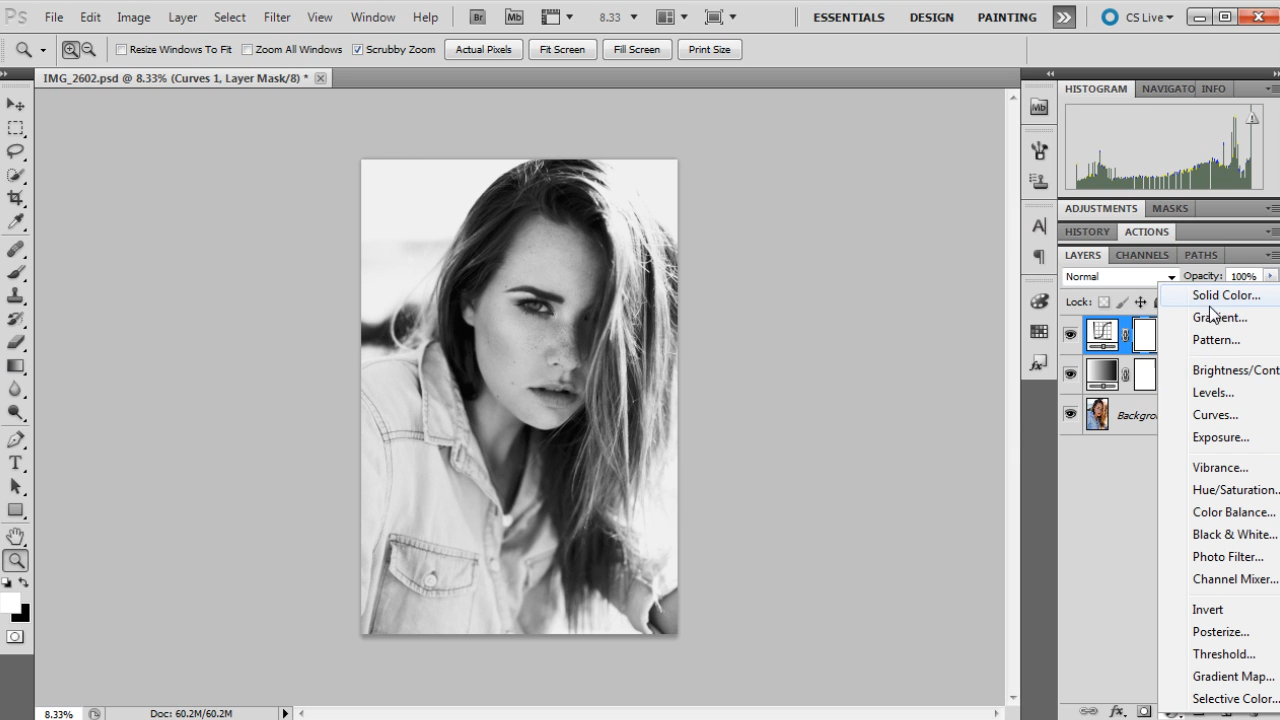 Ps File Edit Image Layer Select Filter View Window Help Br Mb 8.33 ESSENTIALS DESIGN PAINTING CS Live
Resize Windows To Fit Zoom All Windows Scrubby Zoom Actual Pixels Fit Screen Fill Screen Print Size
IMG_2602.psd @ 8.33% (Curves 1, Layer Mask/8) *
HISTOGRAM NAVIGATO INFO
Mb
ADJUSTMENTS MASKS
HISTORY ACTIONS
LAYERS CHANNELS PATHS
Normal Opacity: 100%
Lock:
Solid Color...
Gradient...
Pattern...
Brightness/Cont
Levels...
Curves...
Backgro
Exposure...
Vibrance...
Hue/Saturation..
Color Balance...
Black & White...
Photo Filter...
Channel Mixer...
Invert
Posterize...
Threshold...
Gradient Map...
Selective Color...
8.33% Doc: 60.2M/60.2M